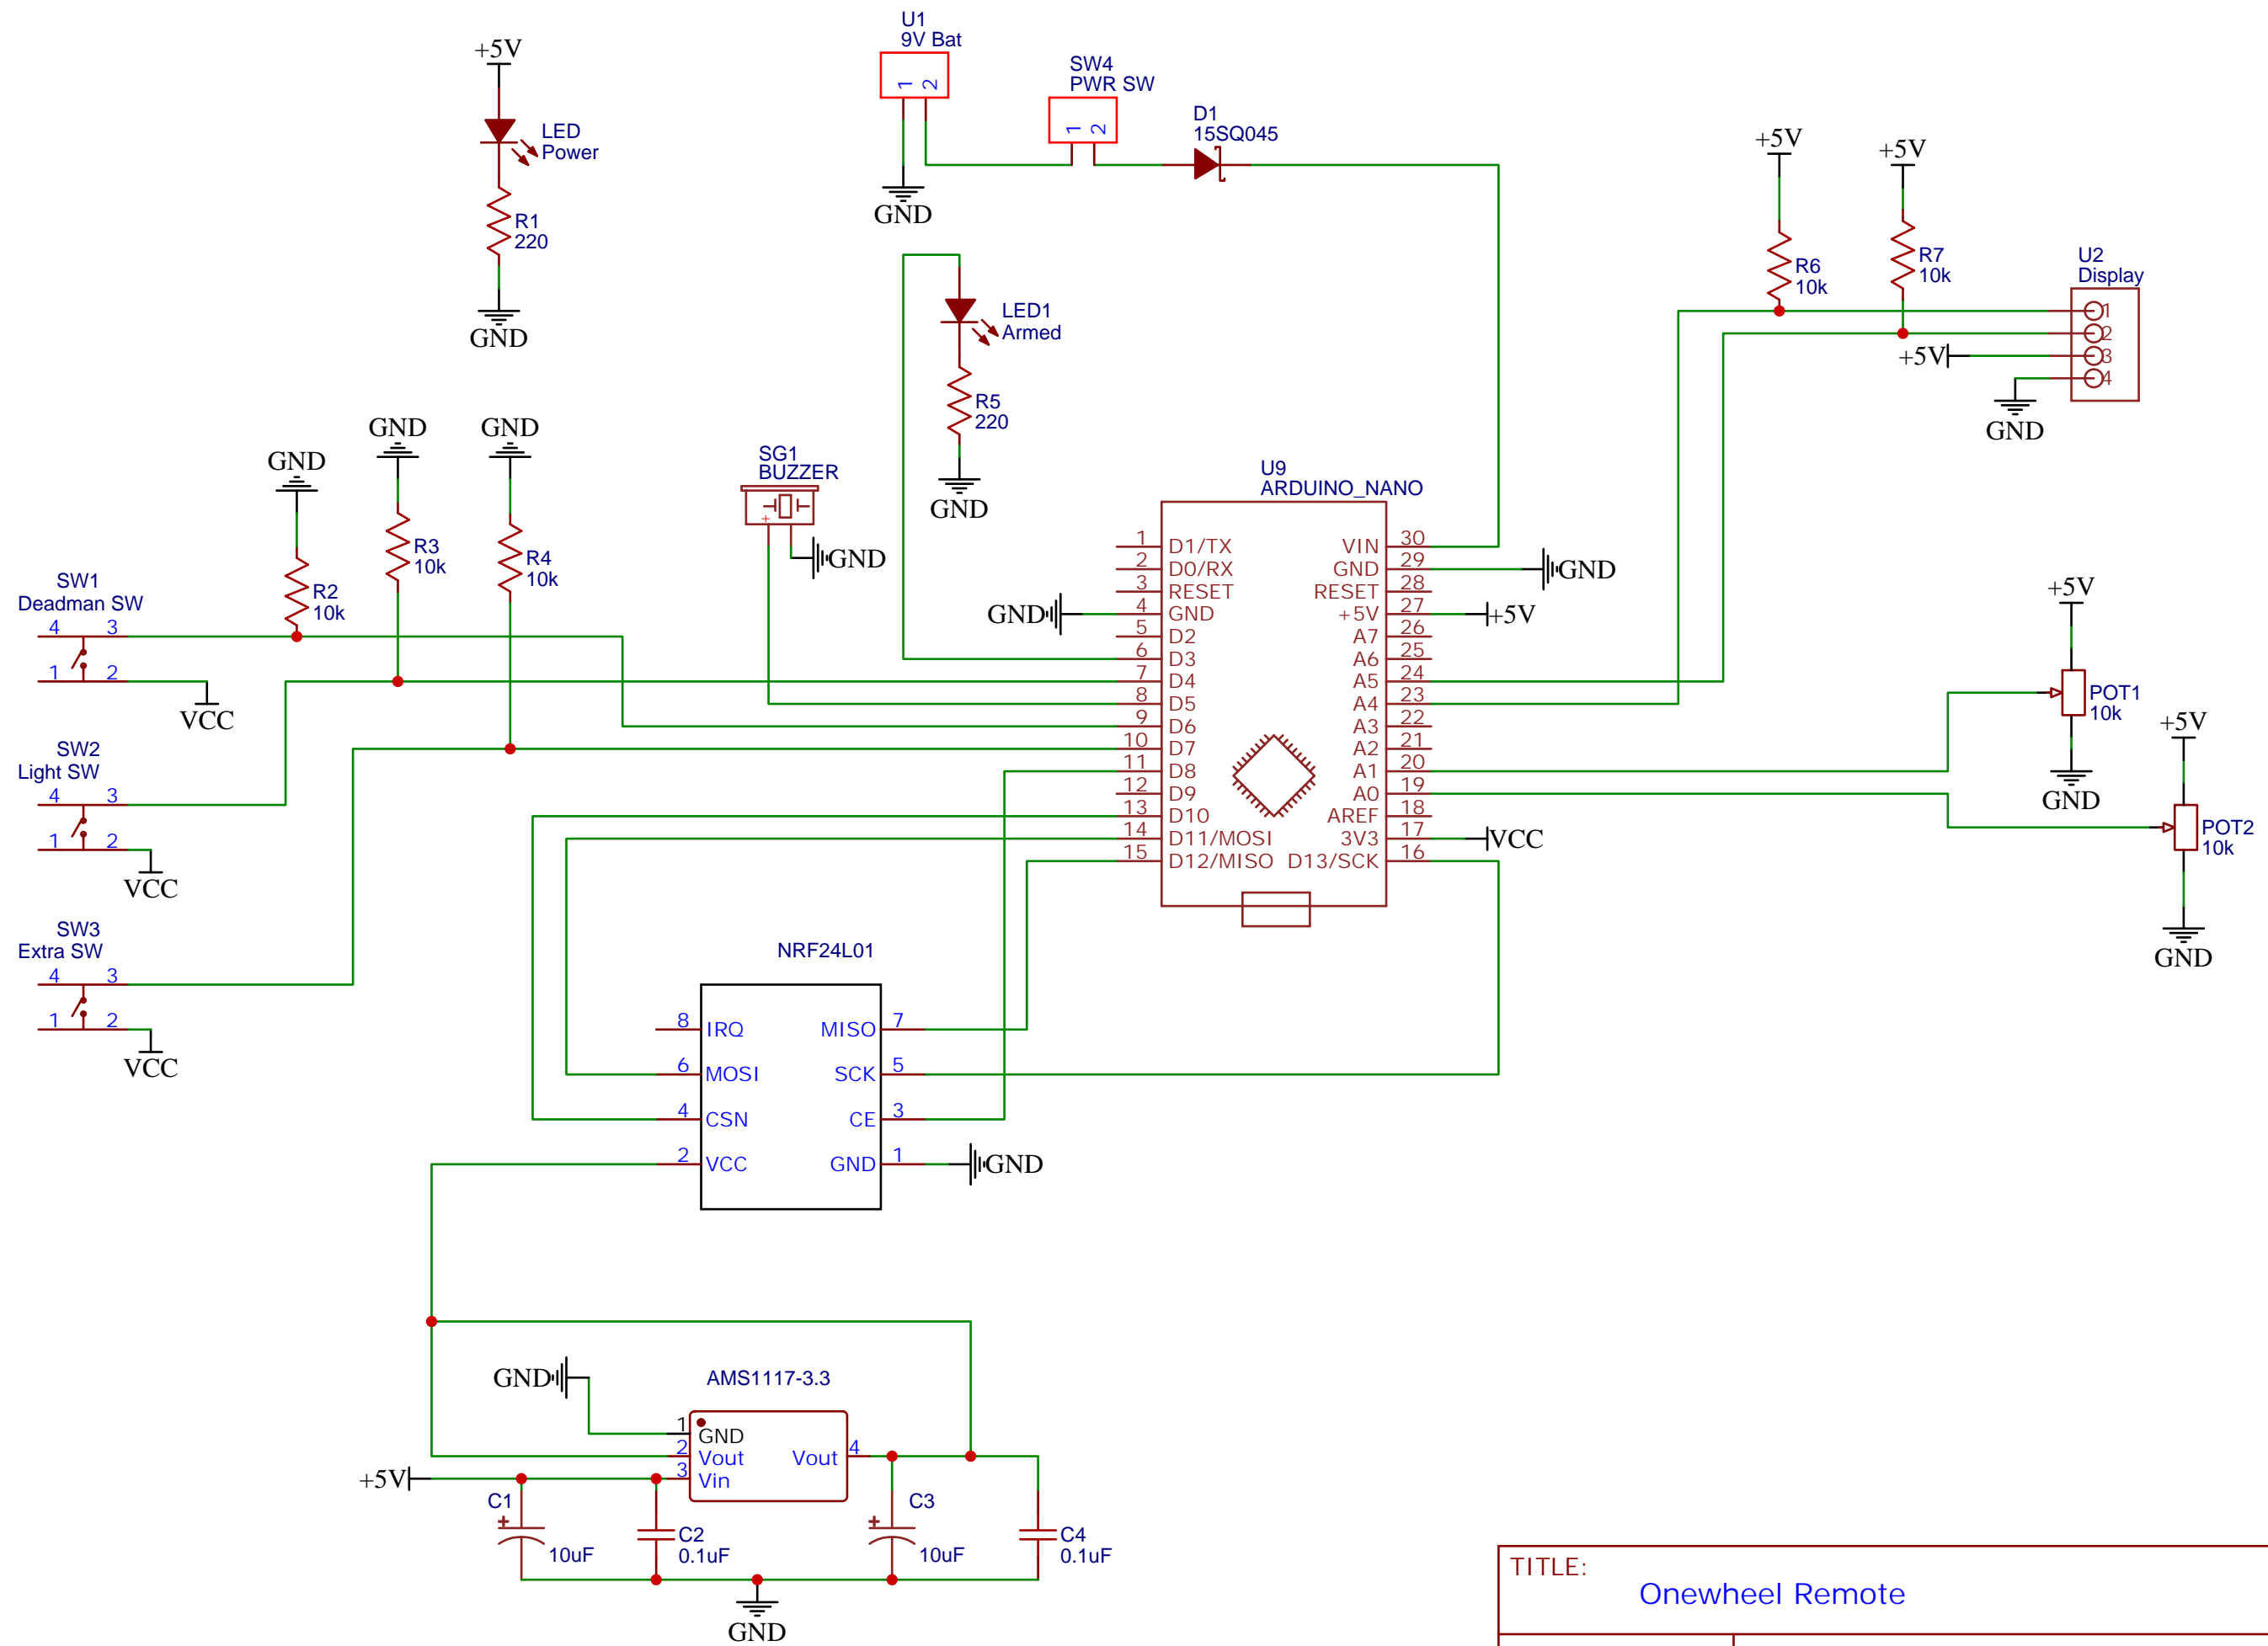 U1
9V Bat
1
2
+5V
SW4
PWR SW
1
2
D1
15SQ045
LED
Power
R1
220
GND
GND
+5V
+5V
R6
10k
R7
10k
U2
Display
1
2
+5V
3
4
GND
LED1
Armed
R5
220
GND
GND
GND
GND
R2
10k
R3
10k
R4
10k
SG1
BUZZER
+
GND
SW1
Deadman SW
4
3
1
2
VCC
SW2
Light SW
4
3
1
2
VCC
SW3
Extra SW
4
3
1
2
VCC
U9
ARDUINO_NANO
1 D1/TX
VIN 30
2 D0/RX
GND 29
GND
3 RESET
RESET 28
GND
4 GND
+5V 27
+5V
5 D2
A7 26
6 D3
A6 25
7 D4
A5 24
8 D5
A4 23
9 D6
A3 22
10 D7
A2 21
11 D8
A1 20
12 D9
A0 19
13 D10
AREF 18
14 D11/MOSI
3V3 17
VCC
15 D12/MISO
D13/SCK 16
+5V
POT1
10k
GND
+5V
POT2
10k
GND
NRF24L01
8 IRQ
MISO 7
6 MOSI
SCK 5
4 CSN
CE 3
2 VCC
GND 1
GND
AMS1117-3.3
GND
1 GND
2 Vout
Vout 4
+5V
3 Vin
C1
+
10uF
C2
0.1uF
C3
+
10uF
C4
0.1uF
GND
TITLE:
Onewheel Remote